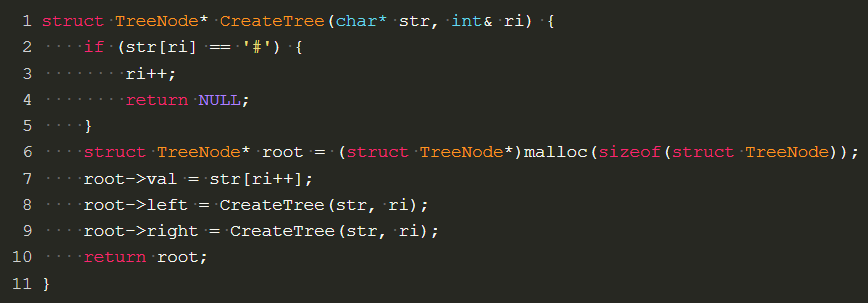 1 struct TreeNode* CreateTree(char* str, int& ri) {
2     if (str[ri] == '#') {
3         ri++;
4         return NULL;
5     }
6     struct TreeNode* root = (struct TreeNode*)malloc(sizeof(struct TreeNode));
7     root->val = str[ri++];
8     root->left = CreateTree(str, ri);
9     root->right = CreateTree(str, ri);
10     return root;
11 }